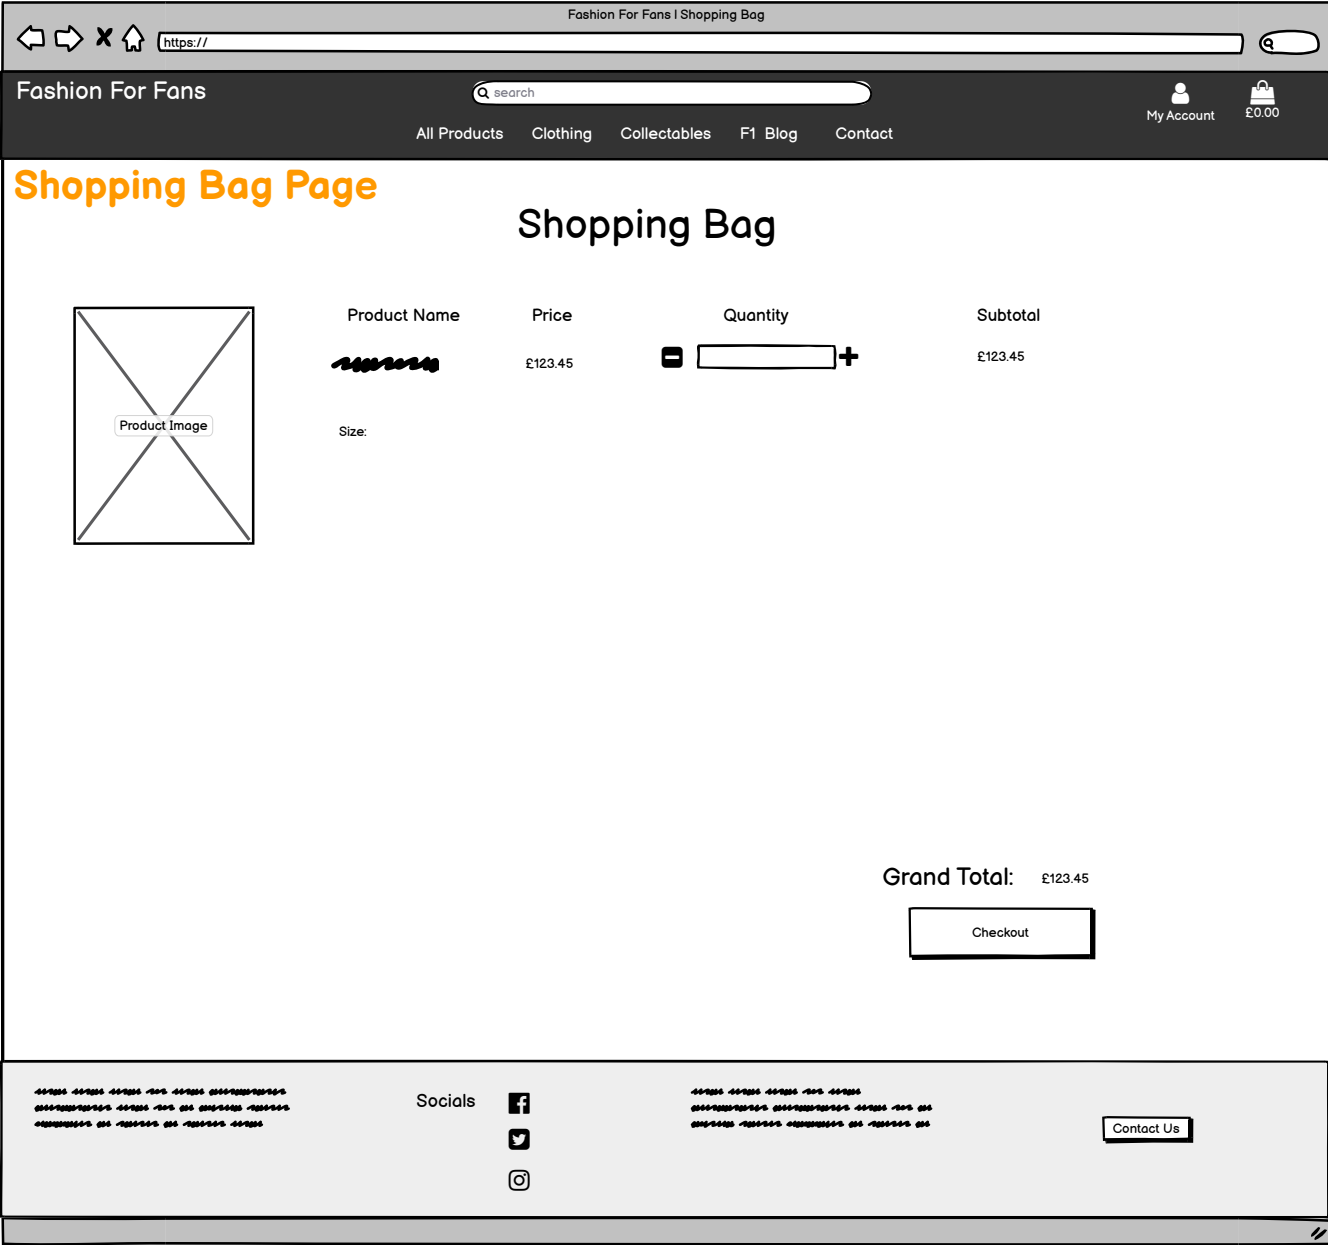 Fashion For Fans | Shopping Bag
https://
Fashion For Fans
search
My Account
£0.00
All Products Clothing Collectables F1 Blog Contact
Shopping Bag Page
Shopping Bag
Product Name Price Quantity Subtotal
£123.45 £123.45
Product Image
Size:
Grand Total: £123.45
Checkout
Socials
Contact Us